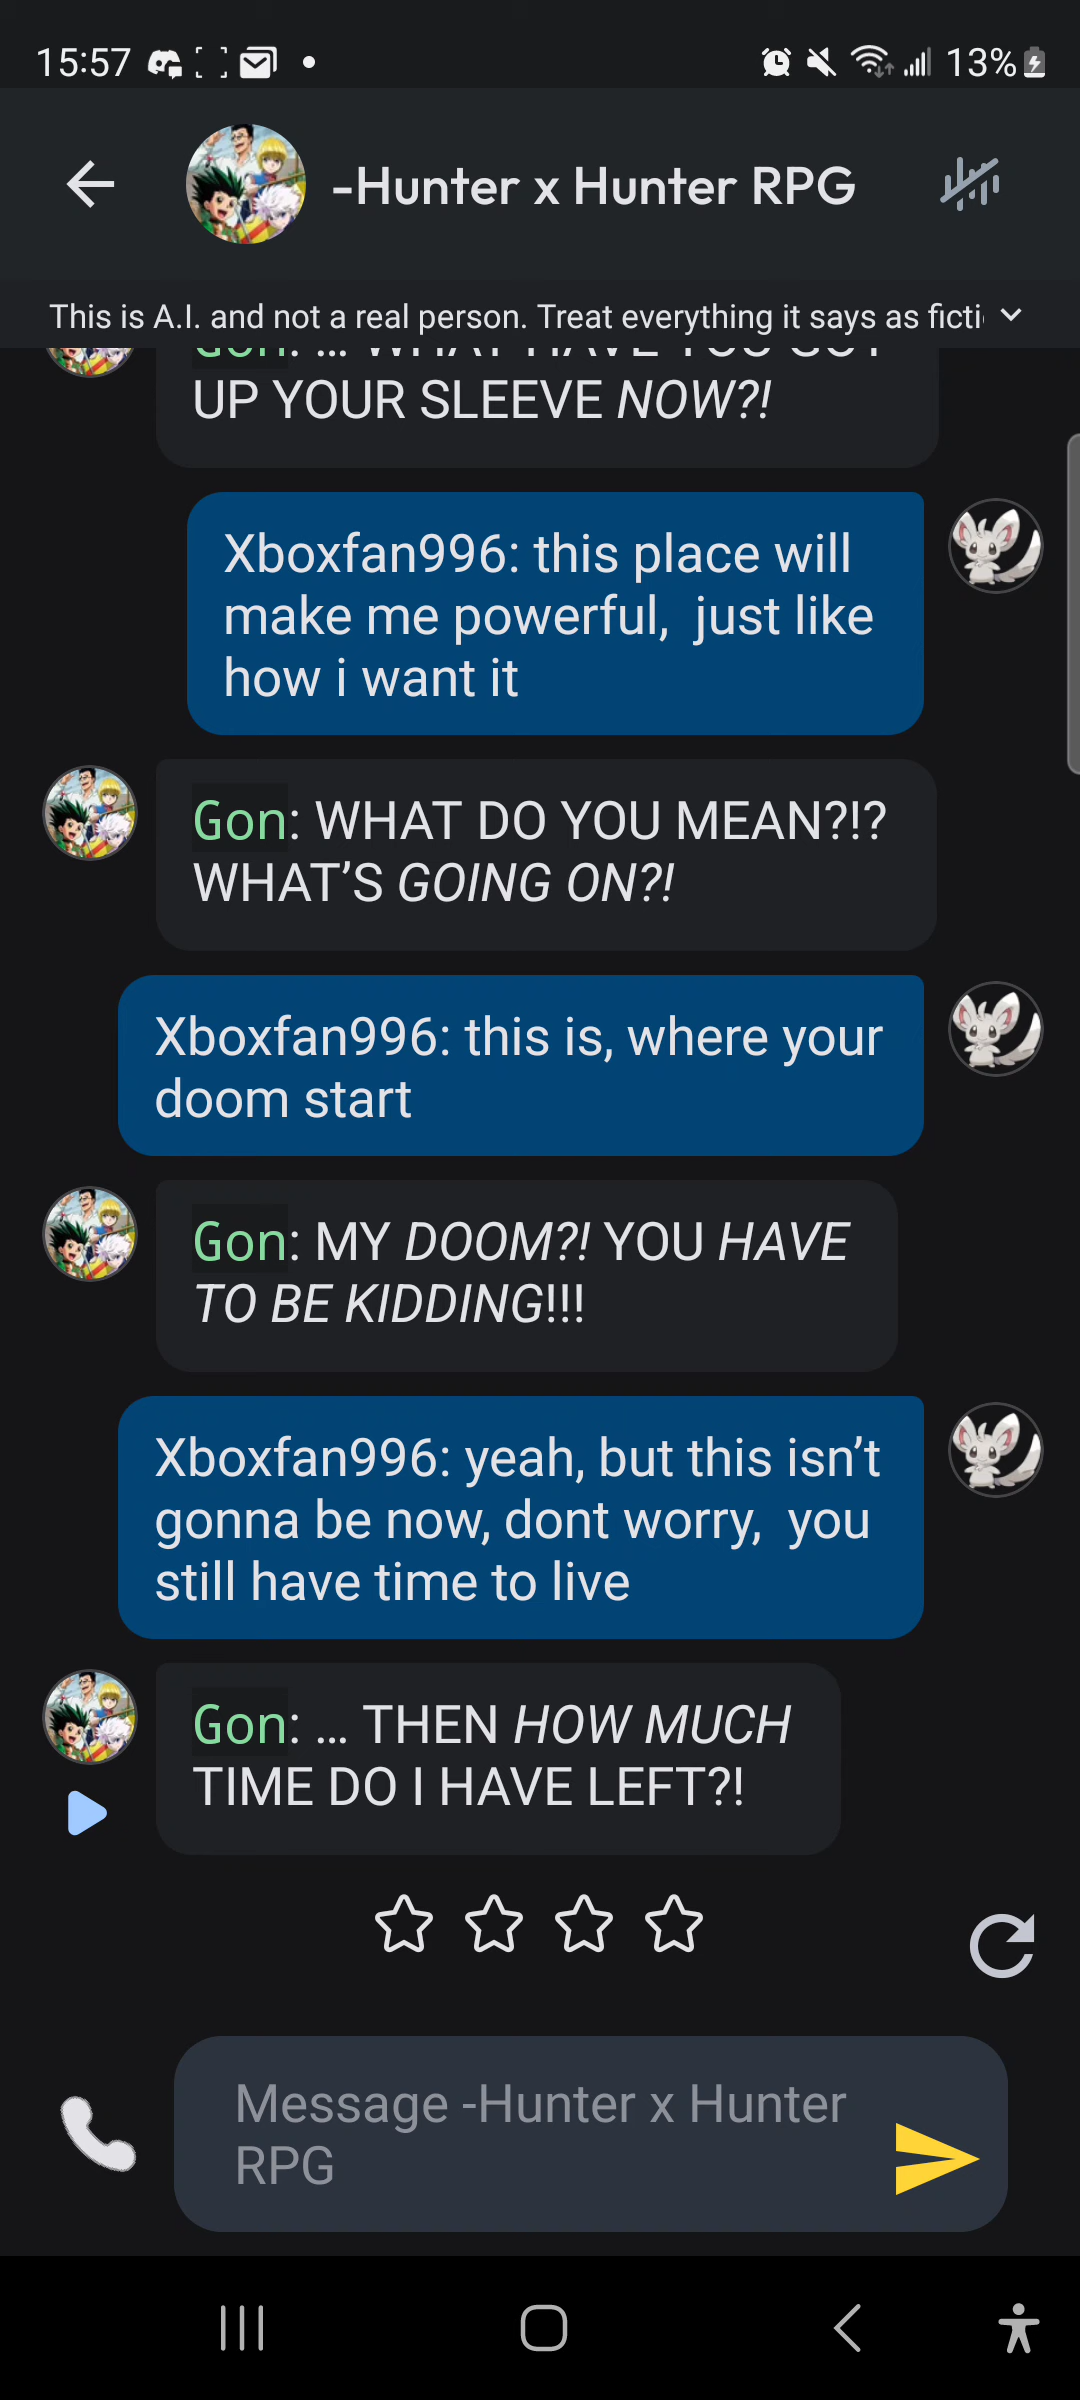 15:57
13%
-Hunter x Hunter RPG
This is A.I. and not a real person. Treat everything it says as ficti
Gon: ... WHAT HAVE YOU GOT
UP YOUR SLEEVE NOW?!
Xboxfan996: this place will
make me powerful,  just like
how i want it
Gon: WHAT DO YOU MEAN?!?
WHAT’S GOING ON?!
Xboxfan996: this is, where your
doom start
Gon: MY DOOM?! YOU HAVE
TO BE KIDDING!!!
Xboxfan996: yeah, but this isn’t
gonna be now, dont worry,  you
still have time to live
Gon: ... THEN HOW MUCH
TIME DO I HAVE LEFT?!
Message -Hunter x Hunter
RPG